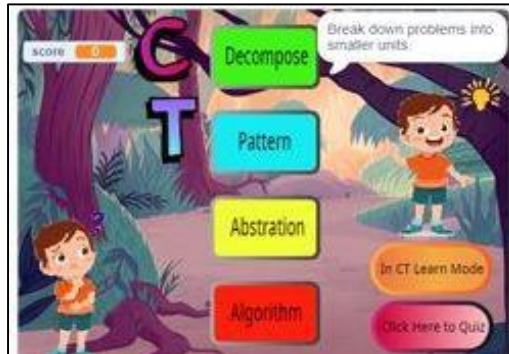 score 0
C
T
Decompose
Break down problems into
smaller units.
Pattern
Abstration
Algorithm
In CT Learn Mode
Click Here to Quiz